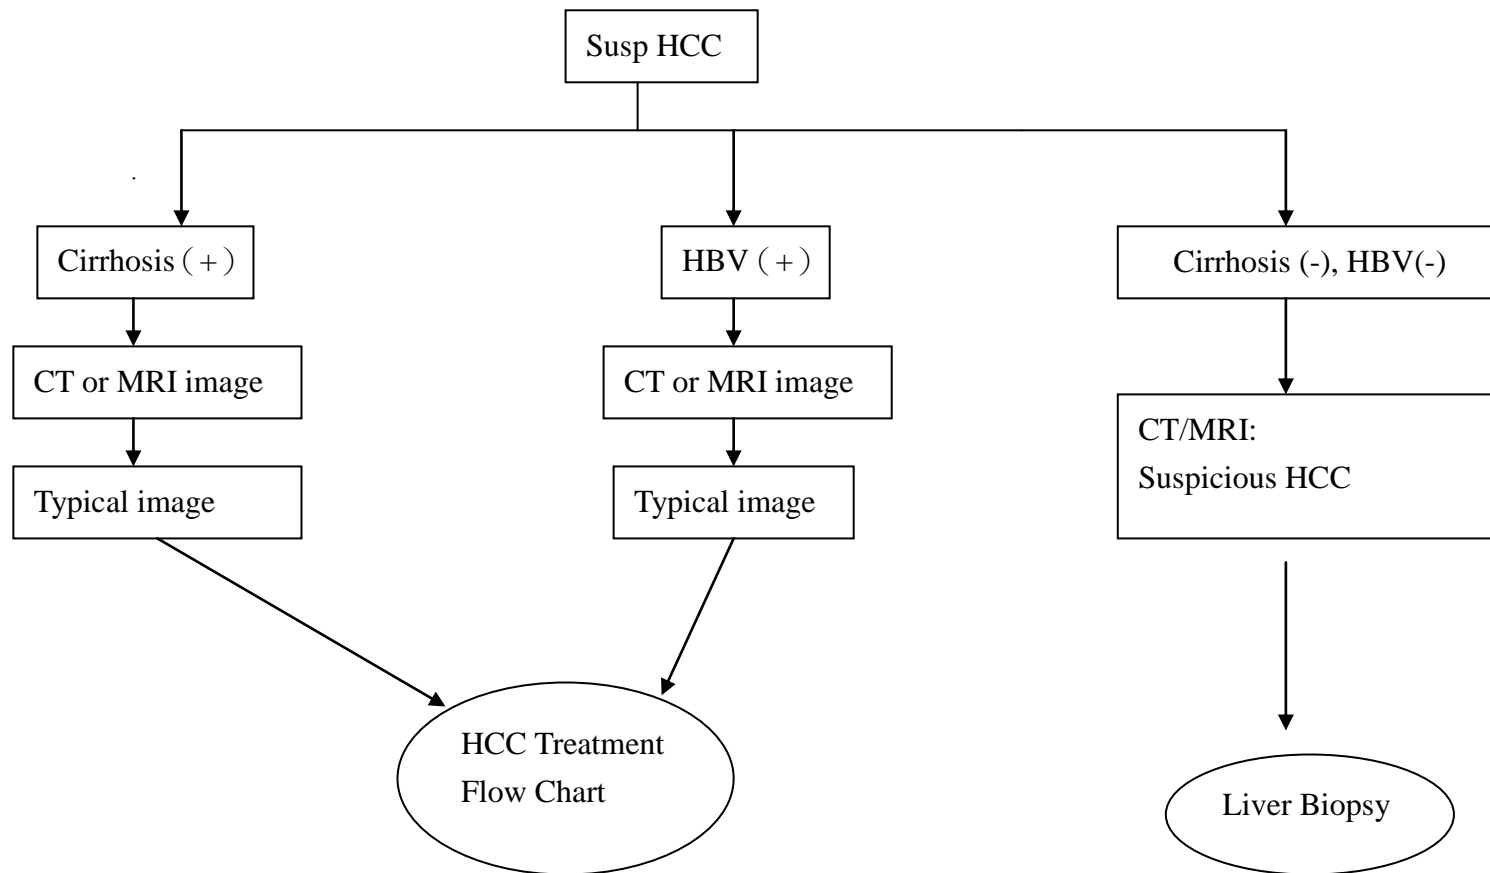 Susp HCC
Cirrhosis（+）
HBV（+）
Cirrhosis (-), HBV(-)
CT or MRI image
CT or MRI image
CT/MRI:
Suspicious HCC
Typical image
Typical image
HCC Treatment
Flow Chart
Liver Biopsy